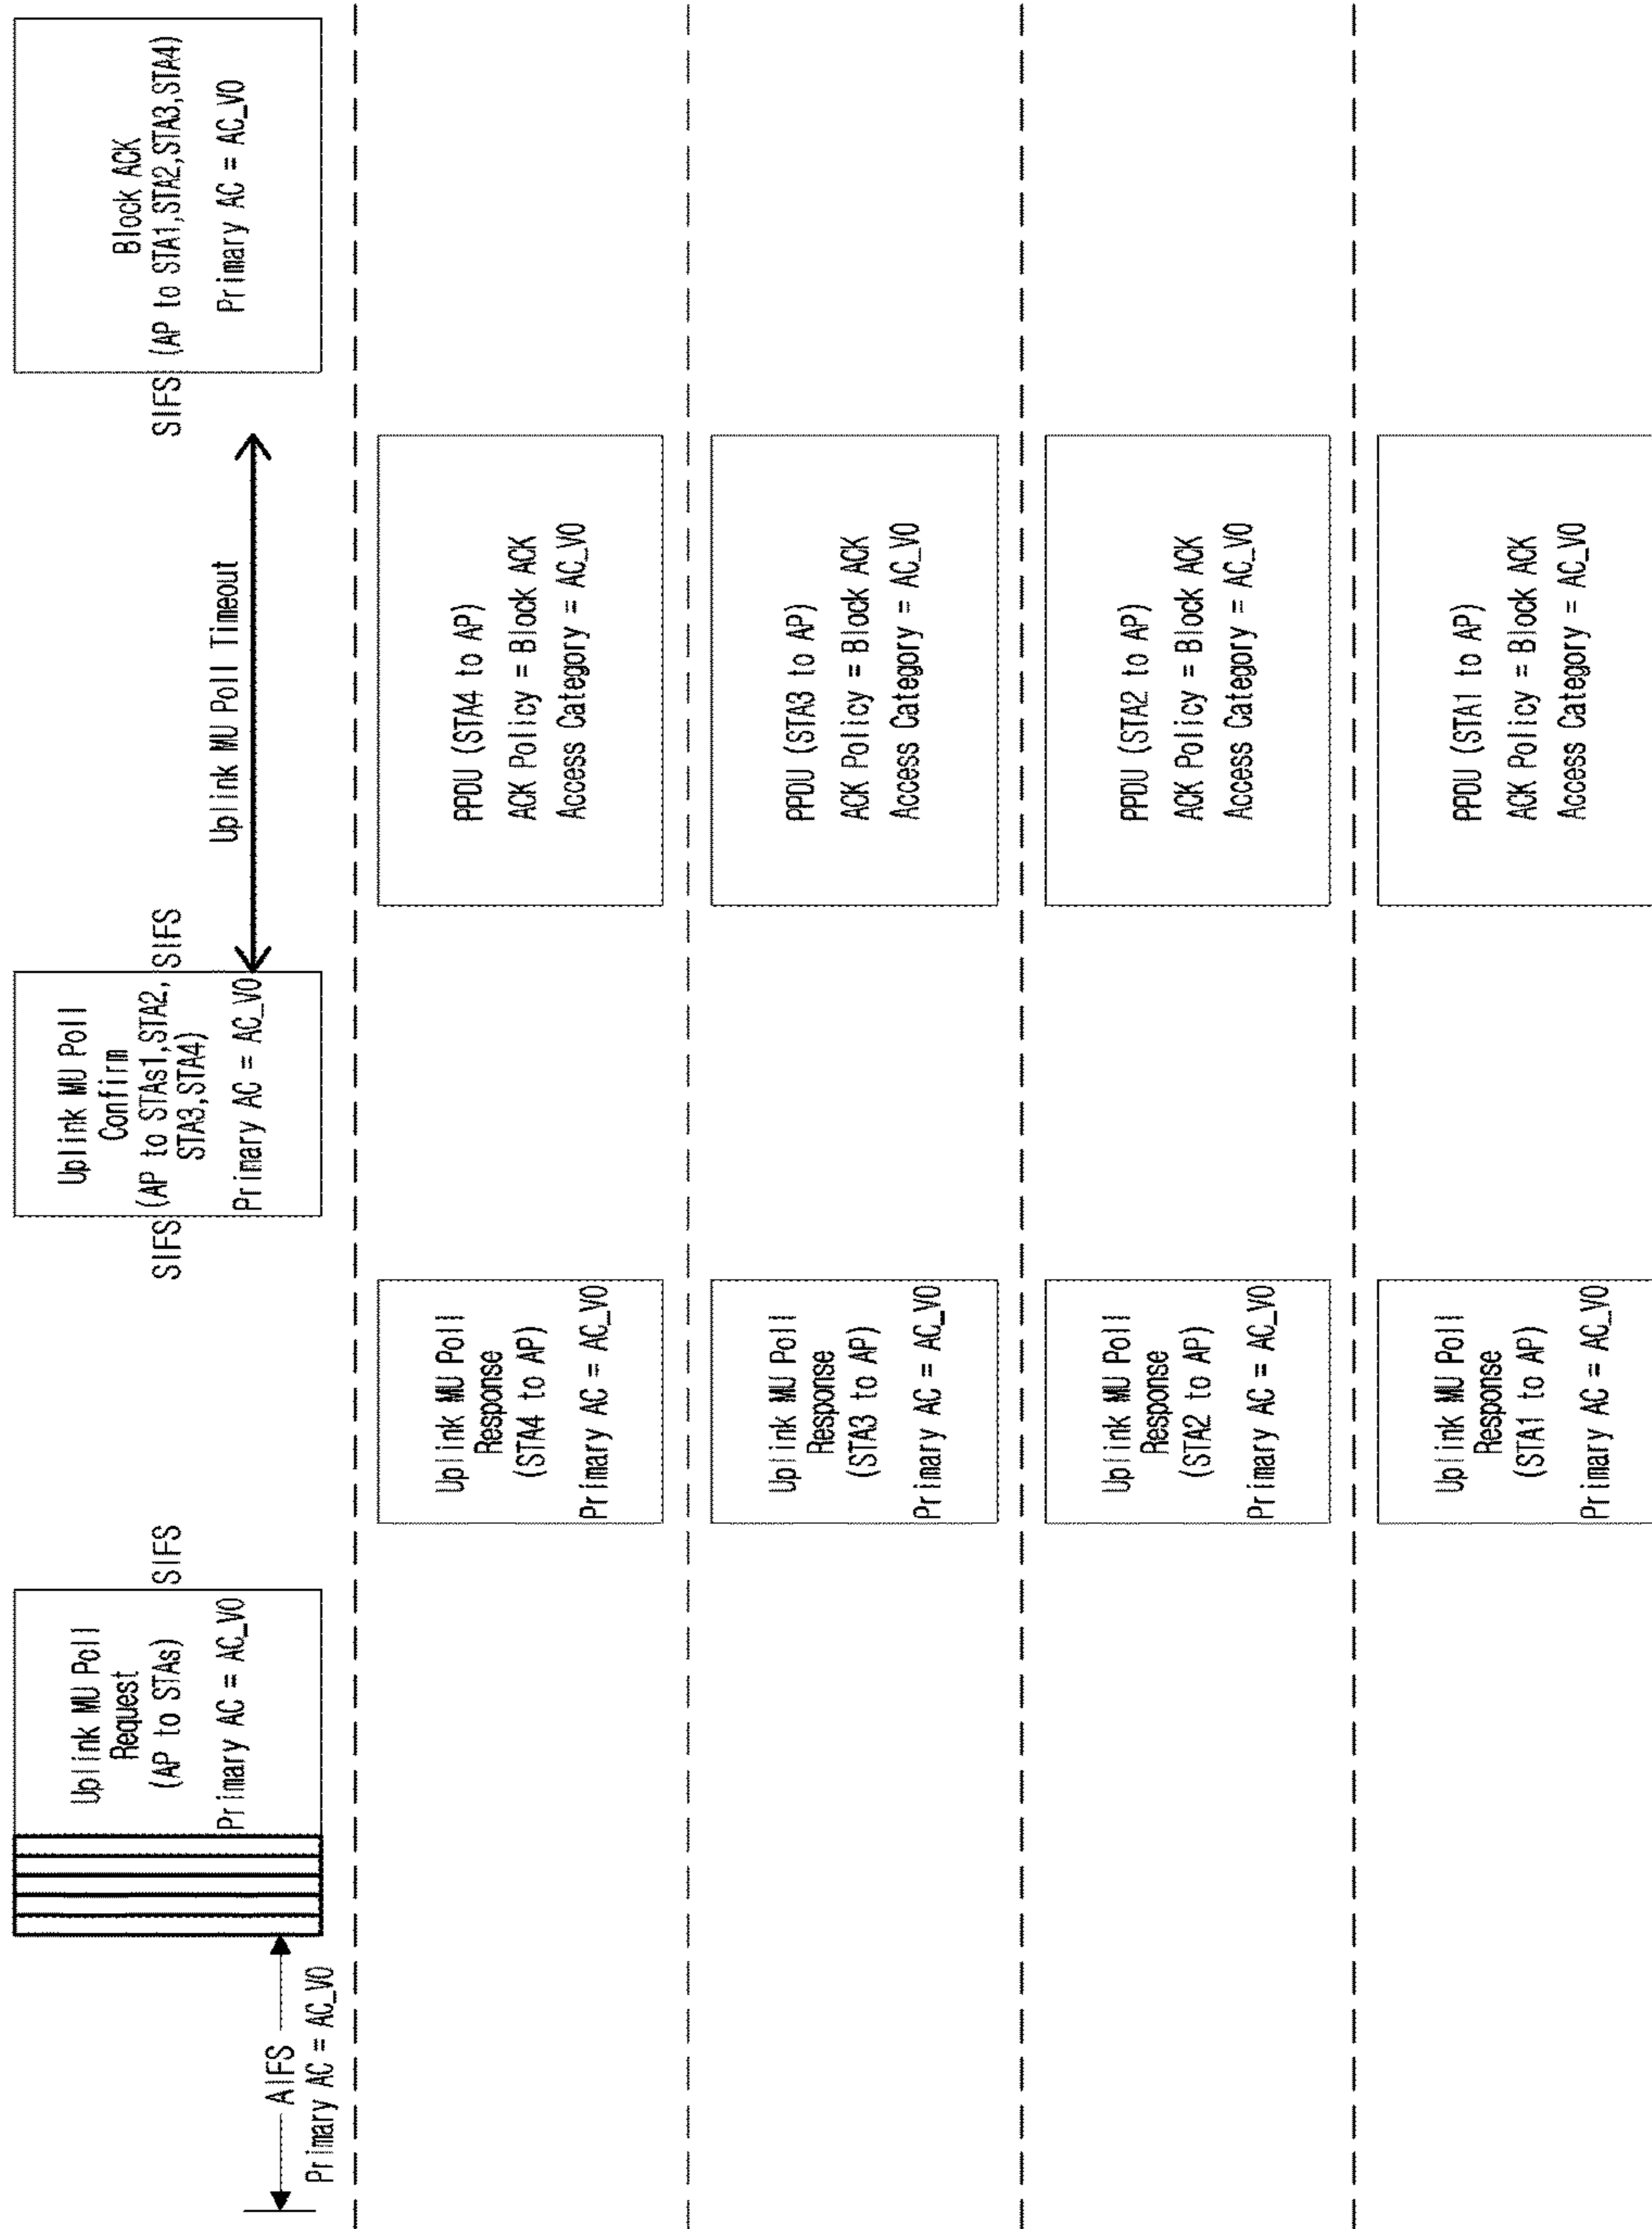 AIFS
Primary AC = AC_VO
Uplink MU Poll
Request
(AP to STAs)
Primary AC = AC_VO
SIFS
SIFS
Uplink MU Poll
Confirm
(AP to STAs1,STA2,
STA3,STA4)
Primary AC = AC_VO
SIFS
Uplink MU Poll Timeout
SIFS
Block ACK
(AP to STA1,STA2,STA3,STA4)
Primary AC = AC_VO
Uplink MU Poll
Response
(STA4 to AP)
Primary AC = AC_VO
PPDU (STA4 to AP)
ACK Policy = Block ACK
Access Category = AC_VO
Uplink MU Poll
Response
(STA3 to AP)
Primary AC = AC_VO
PPDU (STA3 to AP)
ACK Policy = Block ACK
Access Category = AC_VO
Uplink MU Poll
Response
(STA2 to AP)
Primary AC = AC_VO
PPDU (STA2 to AP)
ACK Policy = Block ACK
Access Category = AC_VO
Uplink MU Poll
Response
(STA1 to AP)
Primary AC = AC_VO
PPDU (STA1 to AP)
ACK Policy = Block ACK
Access Category = AC_VO